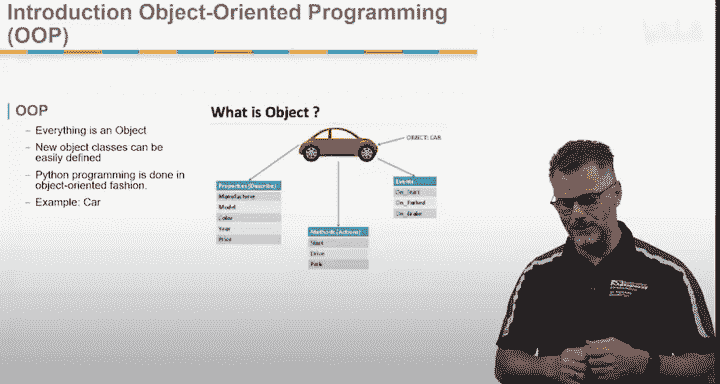 Introduction Object-Oriented Programming
(OOP)
OOP
– Everything is an Object
– New object classes can be
easily defined
– Python programming is done in
object-oriented fashion.
– Example: Car
What is Object ?
OBJECT: CAR
Properties (Describe)
Manufacturer
Model
Color
Year
Price
Methods (Actions)
Start
Drive
Park
Events
On_Start
On_Parked
On_Brake